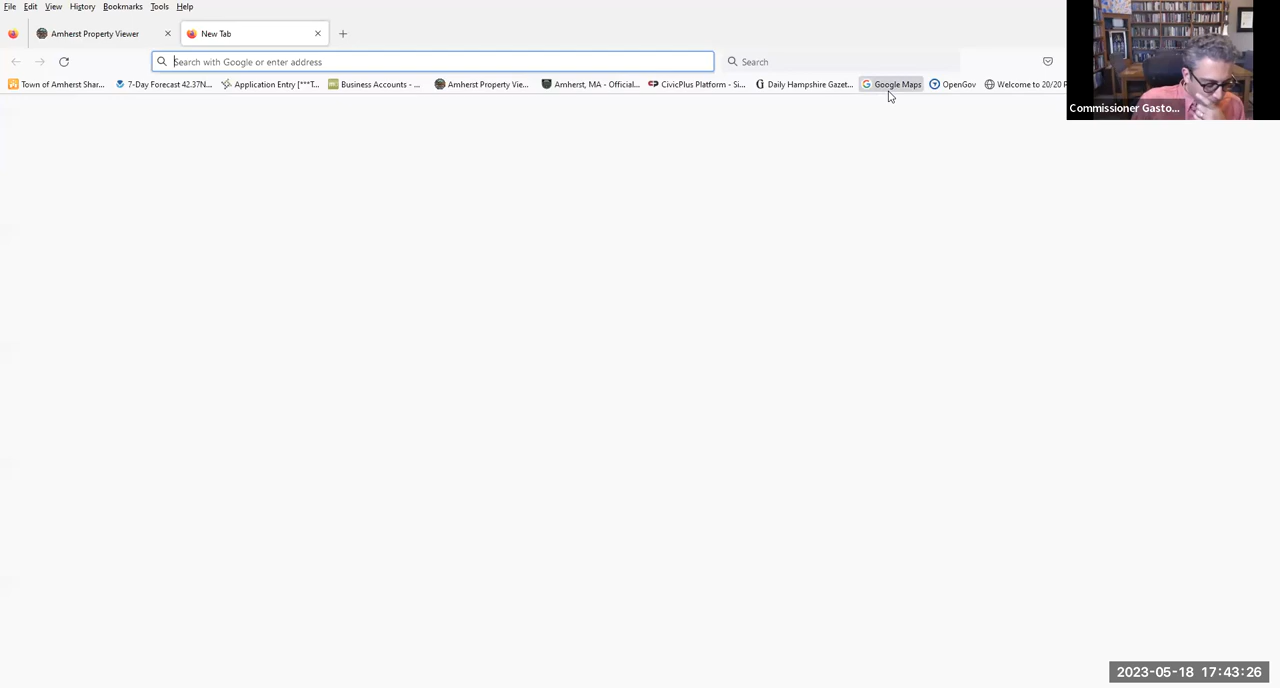 File Edit View History Bookmarks Tools Help
Amherst Property Viewer
New Tab
Search with Google or enter address
Search
Town of Amherst Shar...
7-Day Forecast 42.37N...
Application Entry [***T...
Business Accounts - ...
Amherst Property Vie...
Amherst, MA - Official...
CivicPlus Platform - Si...
Daily Hampshire Gazet...
Google Maps
OpenGov
Welcome to 20/20 P
Commissioner Gasto...
2023-05-18 17:43:26